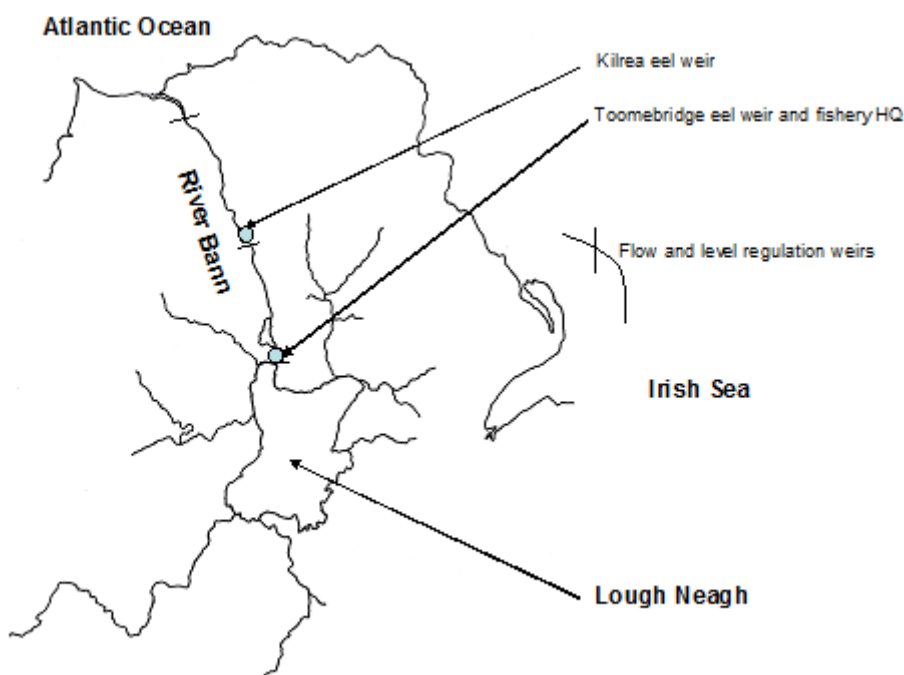 Atlantic Ocean
Kilrea eel weir
Toomebridge eel weir and fishery HQ
River Bann
Flow and level regulation weirs
Irish Sea
Lough Neagh